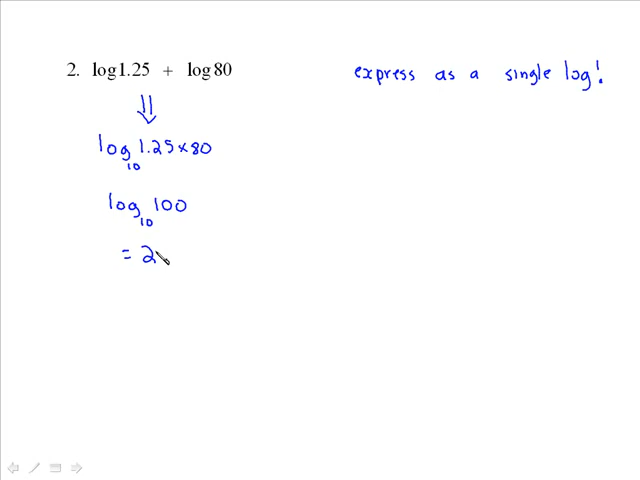 2. log1.25 + log80
express as a single log!
log₁₀ 1.25×80
log₁₀ 100
= 2